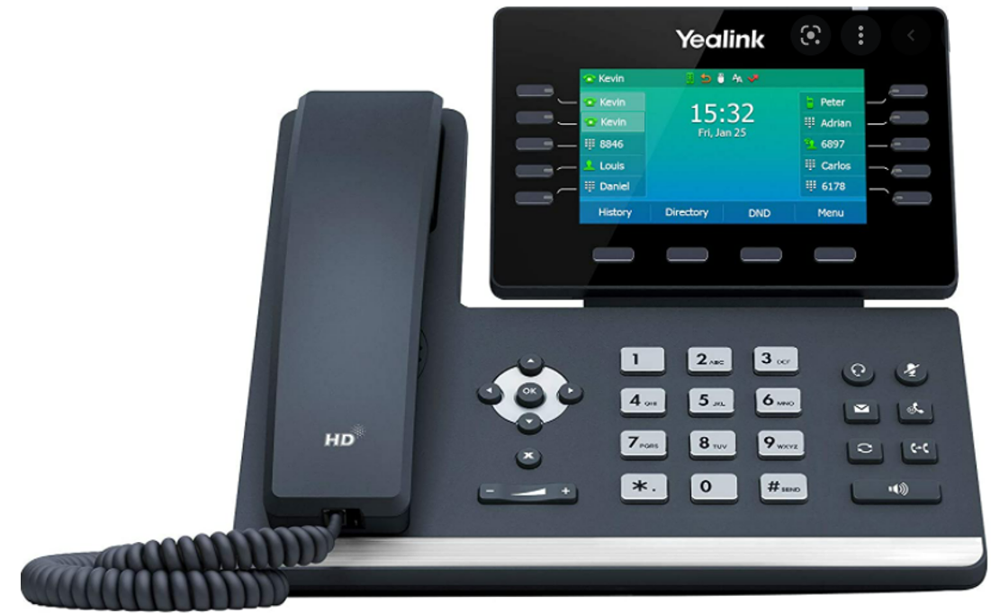 Yealink
Kevin
Kevin
Kevin
8846
Louis
Daniel
15:32
Fri, Jan 25
Peter
Adrian
6897
Carlos
6178
History Directory DND Menu
1 2 ABC 3 DEF
4 GHI 5 JKL 6 MNO
7 PQRS 8 TUV 9 WXYZ
* . 0 # SEND
OK
HD